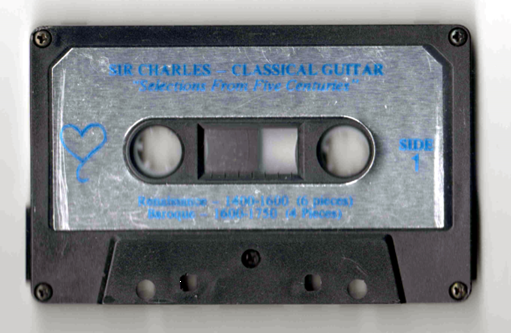 SIR CHARLES - CLASSICAL GUITAR
"Selections From Five Centuries"
SIDE
1
Renaissance - 1400-1600 (6 pieces)
Baroque - 1600-1750 (4 Pieces)